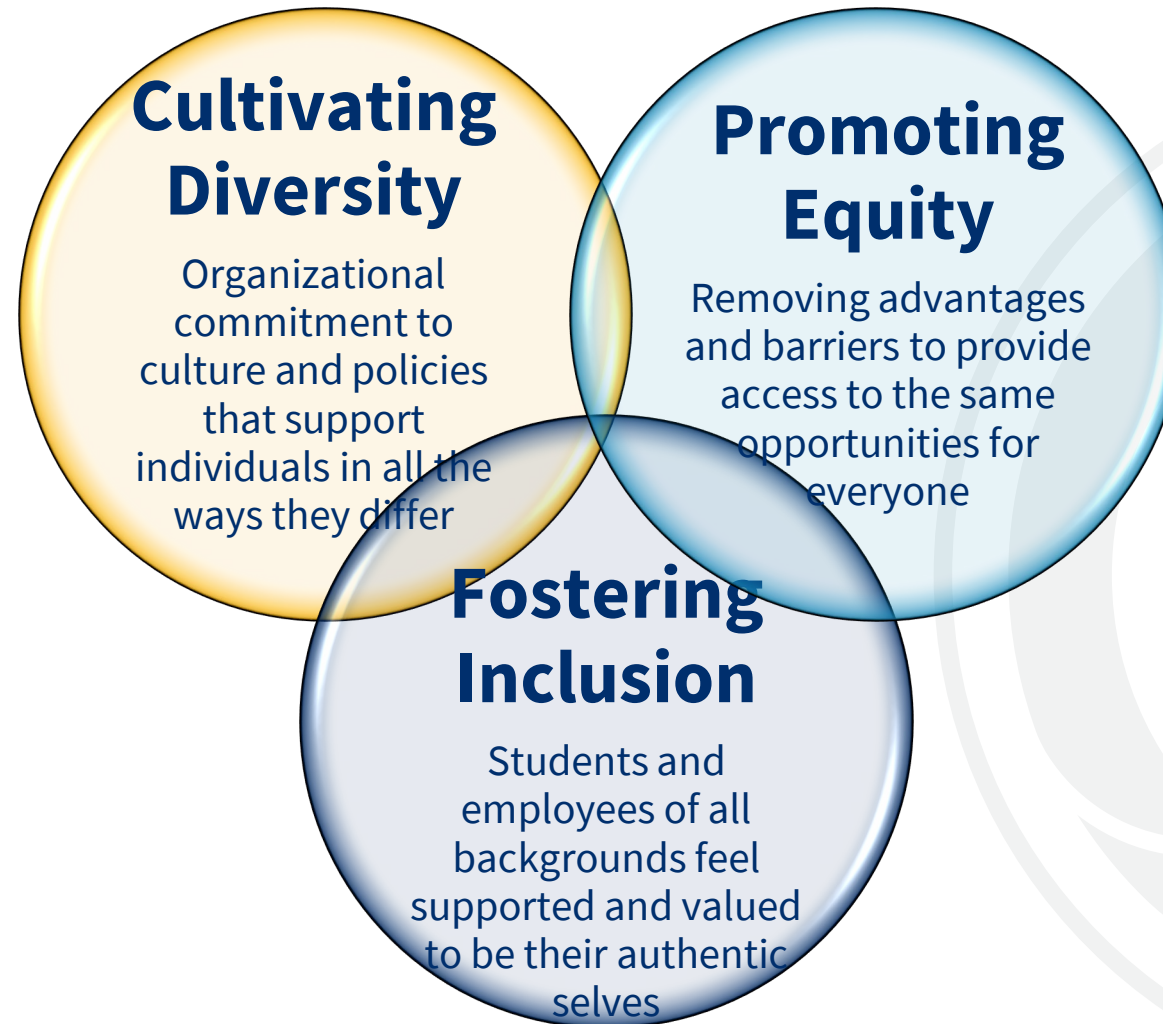 Cultivating
Diversity
Organizational
commitment to
culture and policies
that support
individuals in all the
ways they differ
Promoting
Equity
Removing advantages
and barriers to provide
access to the same
opportunities for
everyone
Fostering
Inclusion
Students and
employees of all
backgrounds feel
supported and valued
to be their authentic
selves